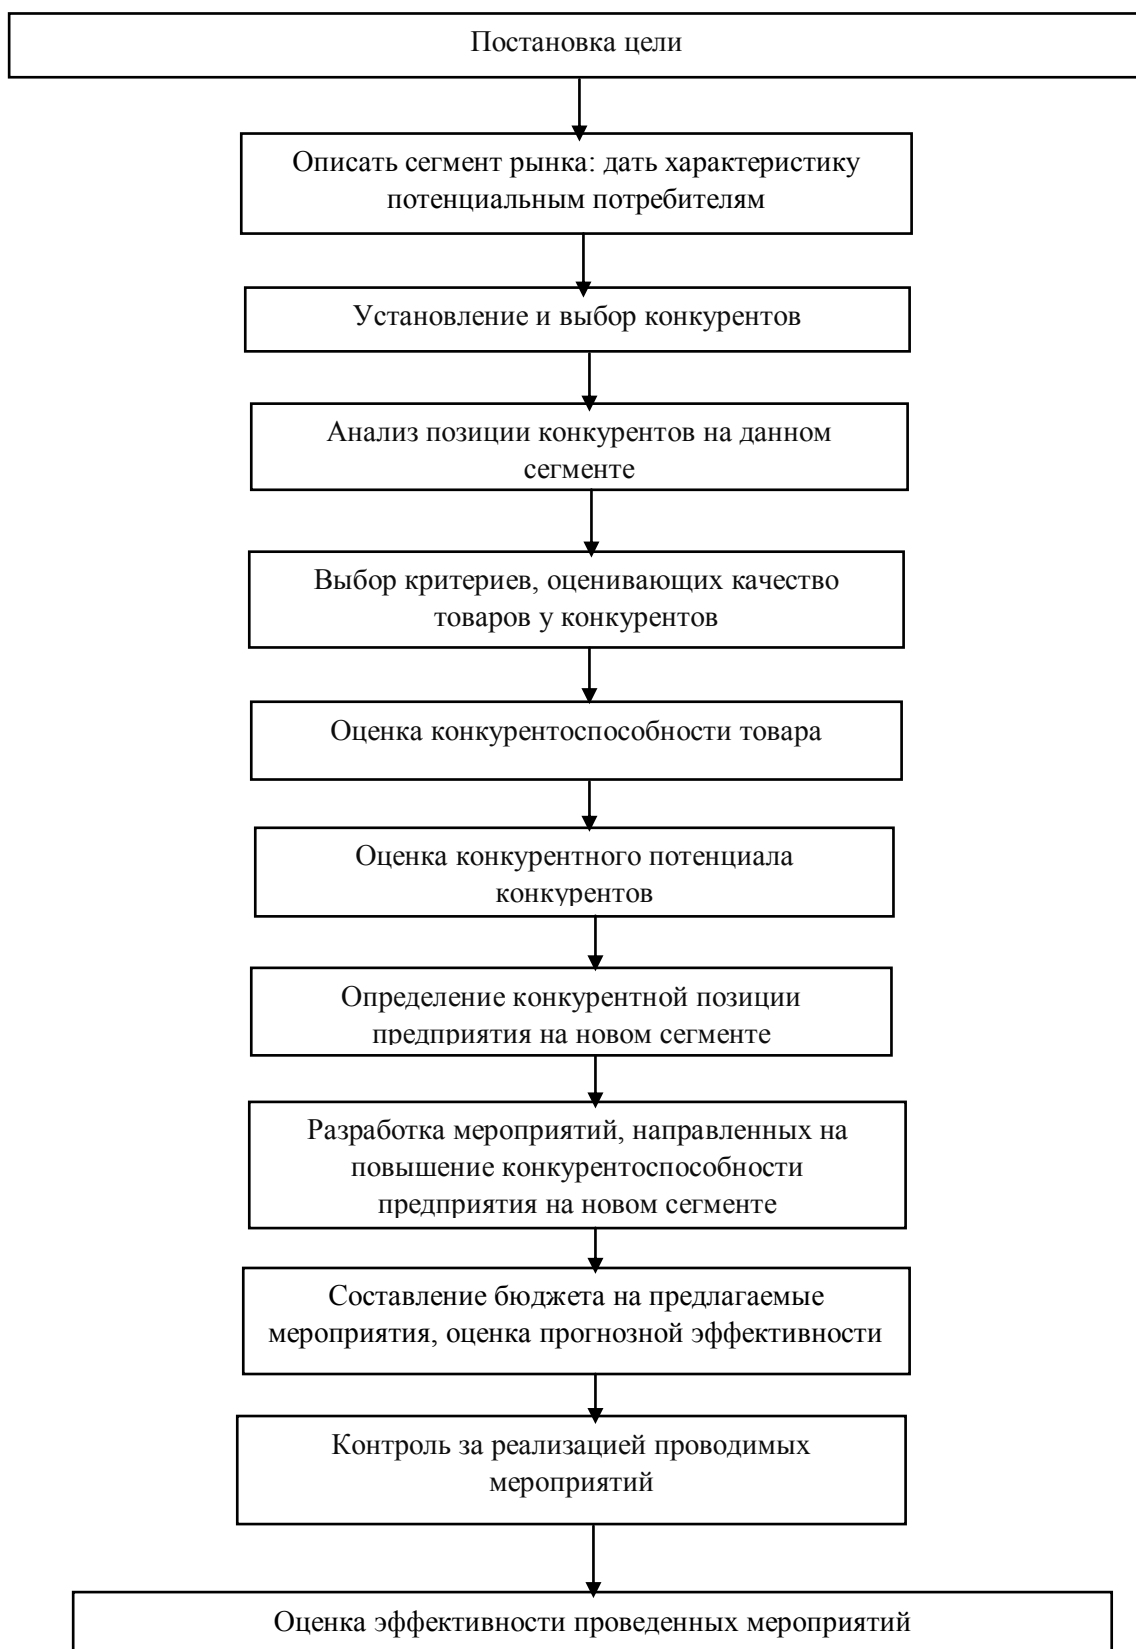 Постановка цели
Описать сегмент рынка: дать характеристику
потенциальным потребителям
Установление и выбор конкурентов
Анализ позиции конкурентов на данном
сегменте
Выбор критериев, оценивающих качество
товаров у конкурентов
Оценка конкурентоспособности товара
Оценка конкурентного потенциала
конкурентов
Определение конкурентной позиции
предприятия на новом сегменте
Разработка мероприятий, направленных на
повышение конкурентоспособности
предприятия на новом сегменте
Составление бюджета на предлагаемые
мероприятия, оценка прогнозной эффективности
Контроль за реализацией проводимых
мероприятий
Оценка эффективности проведенных мероприятий